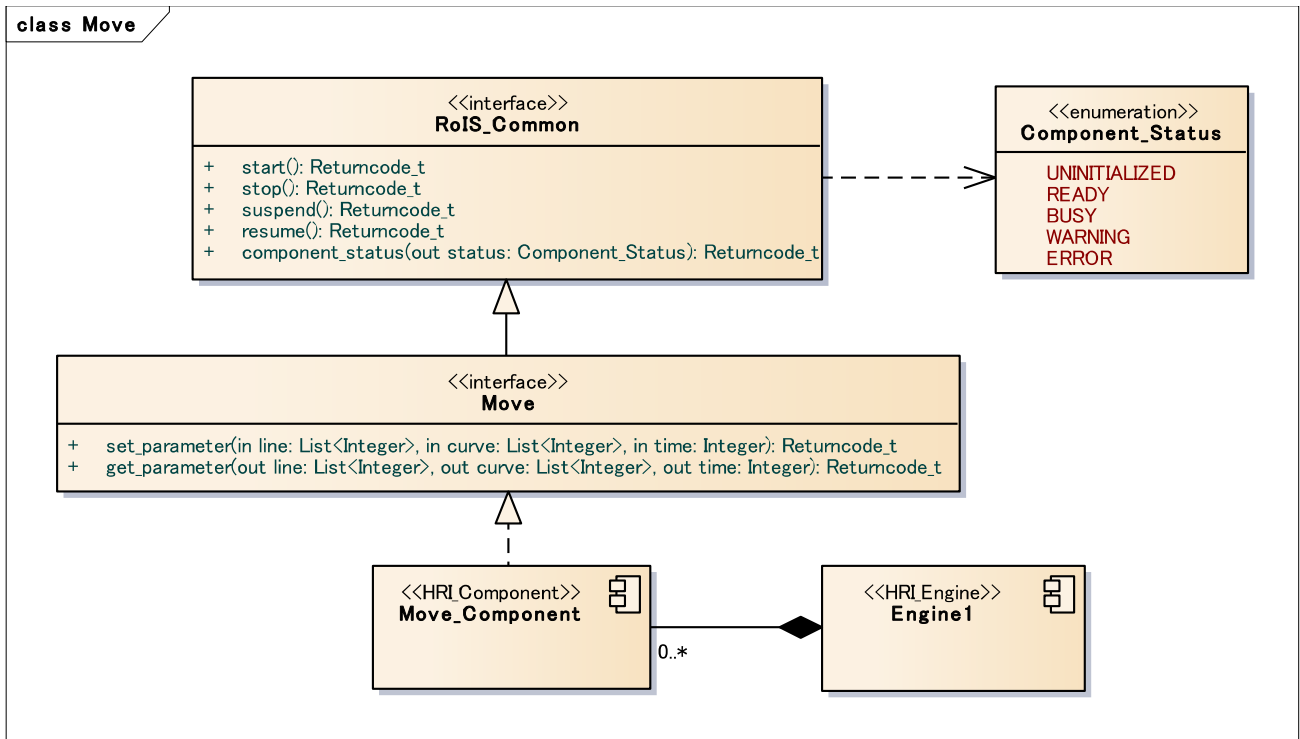 class Move
<<interface>>
RoIS_Common
+ start(): Returncode_t
+ stop(): Returncode_t
+ suspend(): Returncode_t
+ resume(): Returncode_t
+ component_status(out status: Component_Status): Returncode_t
<<enumeration>>
Component_Status
UNINITIALIZED
READY
BUSY
WARNING
ERROR
<<interface>>
Move
+ set_parameter(in line: List<Integer>, in curve: List<Integer>, in time: Integer): Returncode_t
+ get_parameter(out line: List<Integer>, out curve: List<Integer>, out time: Integer): Returncode_t
<<HRI_Component>>
Move_Component
0..*
<<HRI_Engine>>
Engine1